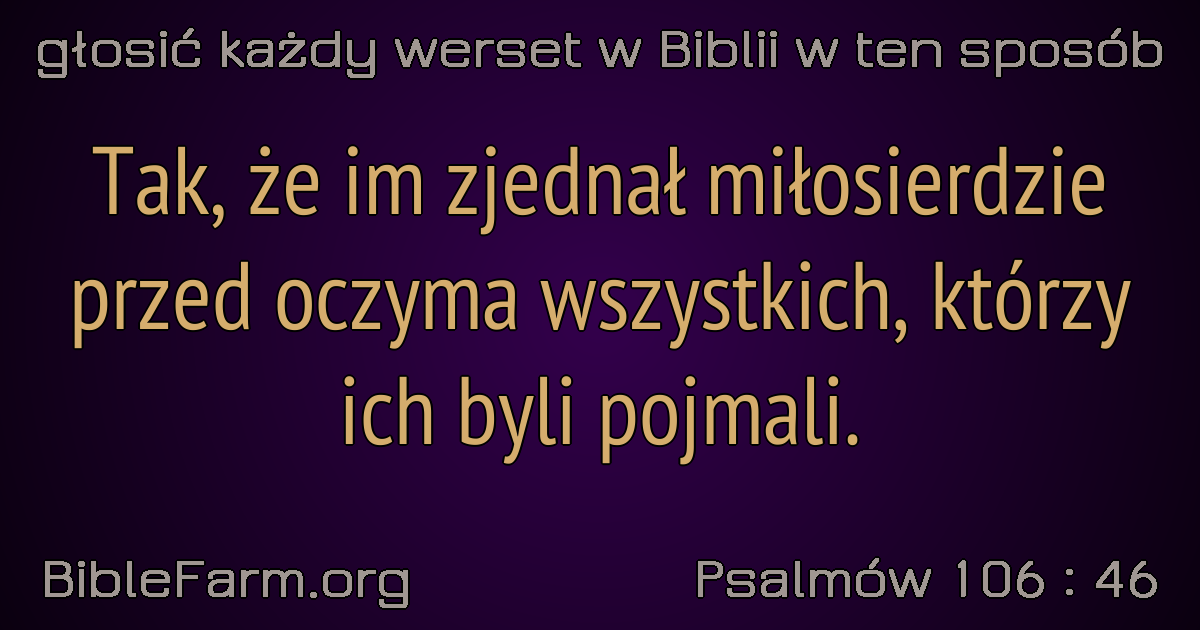 głosić każdy werset w Biblii w ten sposób
Tak, że im zjednał miłosierdzie
przed oczyma wszystkich, którzy
ich byli pojmali.
BibleFarm.org
Psalmów 106 : 46